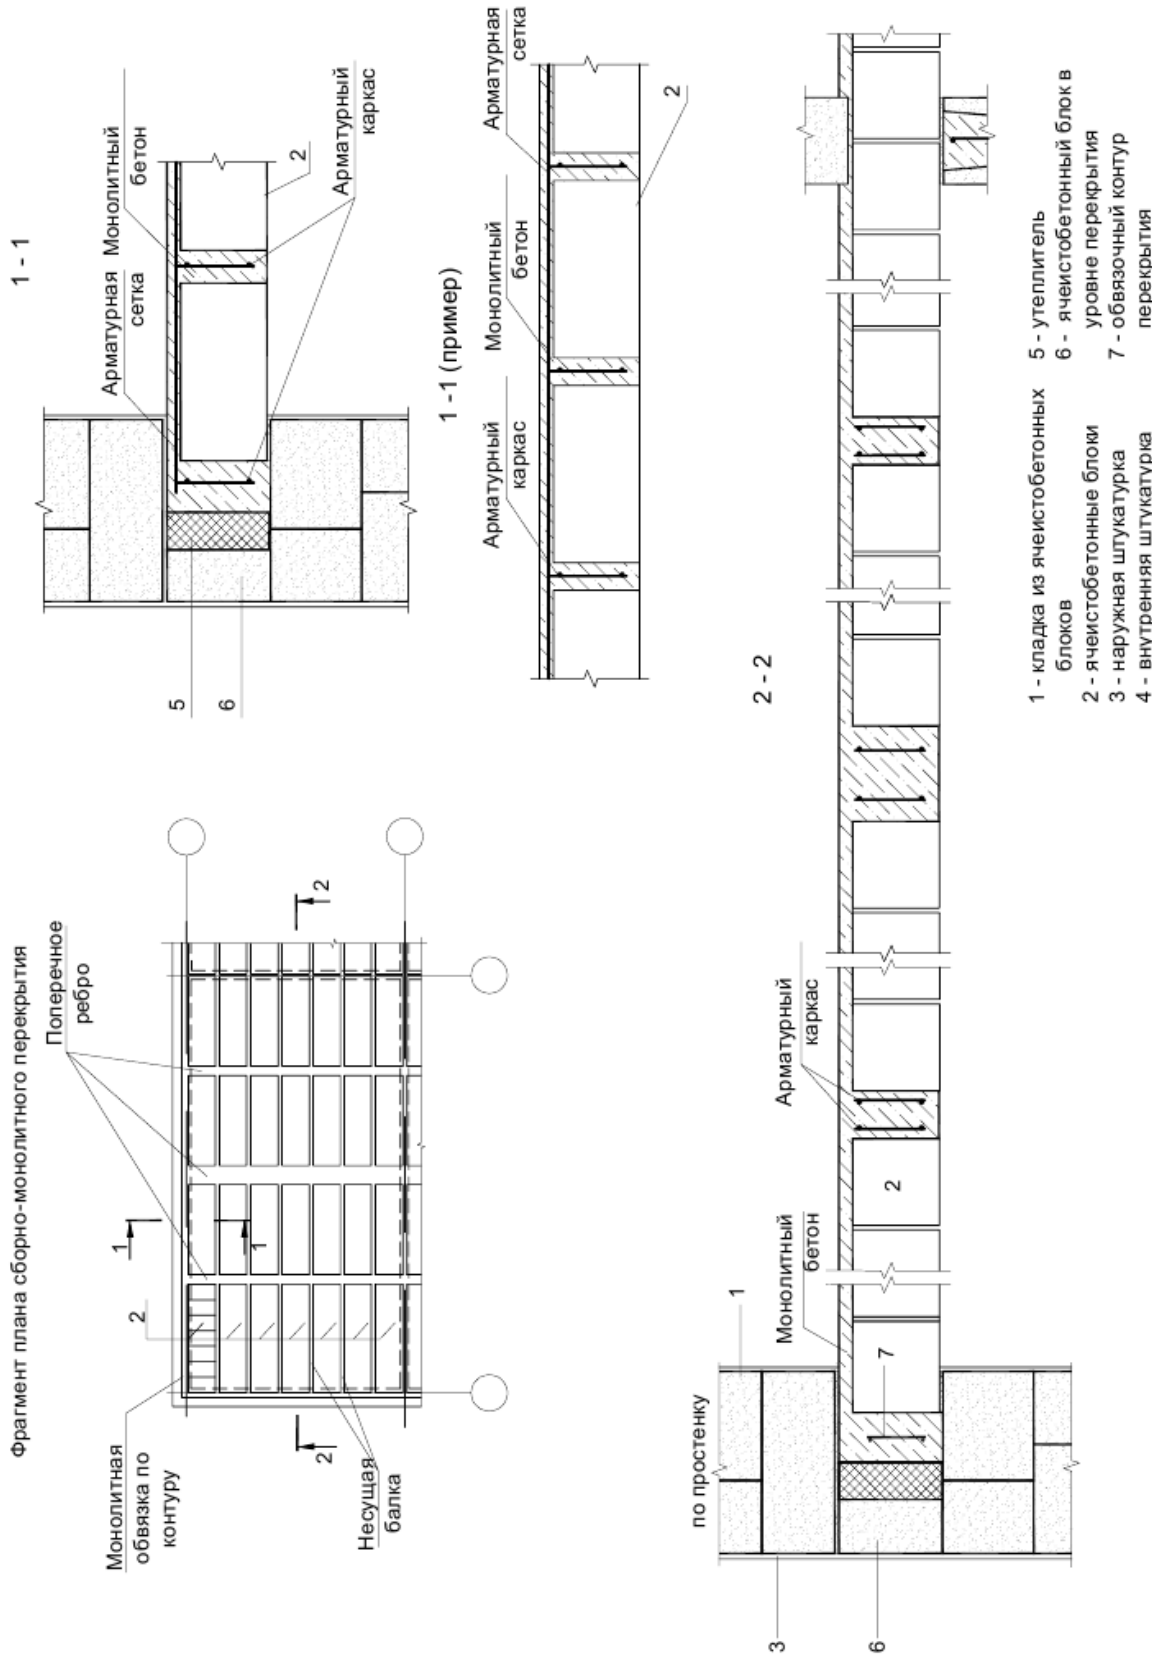 Фрагмент плана сборно-монолитного перекрытия
Монолитная
обвязка по
контуру
Поперечное
ребро
Несущая
балка
2
1
1
2
2
1 - 1
Арматурная
сетка
Монолитный
бетон
2
Арматурный
каркас
5
6
1 - 1 (пример)
Арматурный
каркас
Монолитный
бетон
Арматурная
сетка
2
2 - 2
по простенку
1
3
6
7
Монолитный
бетон
2
Арматурный
каркас
1 - кладка из ячеистобетонных
блоков
2 - ячеистобетонные блоки
3 - наружная штукатурка
4 - внутренняя штукатурка
5 - утеплитель
6 - ячеистобетонный блок в
уровне перекрытия
7 - обвязочный контур
перекрытия